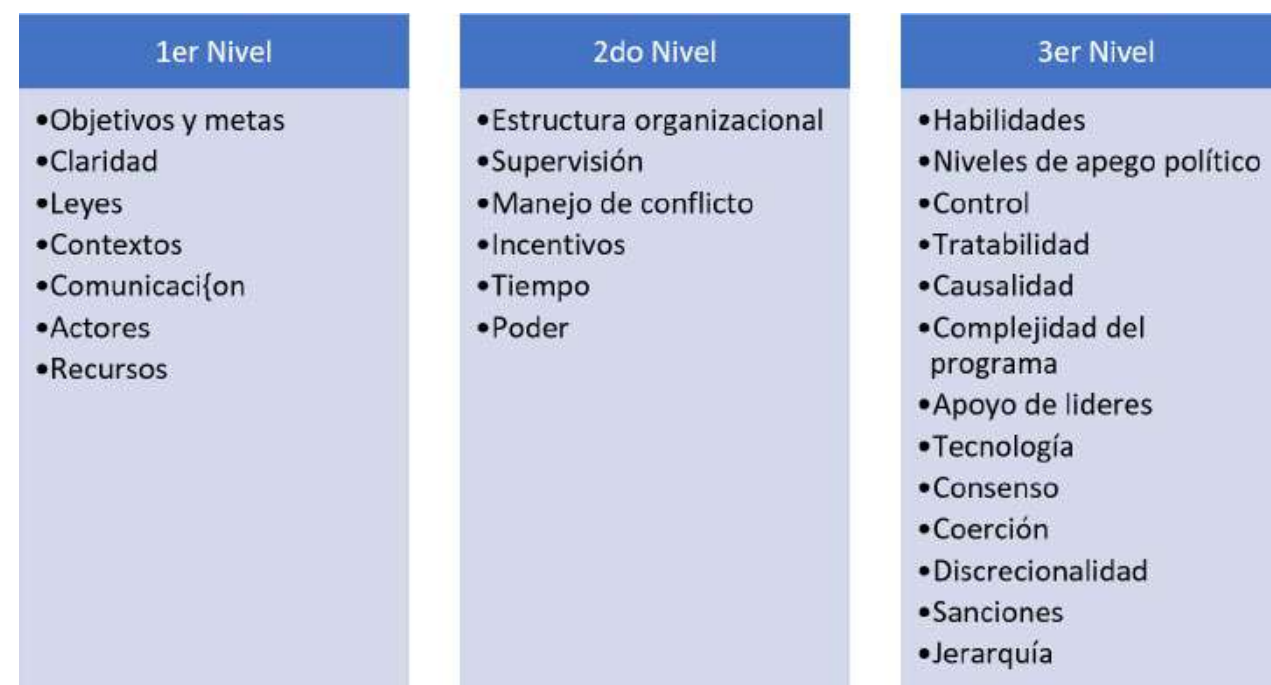 1er Nivel
•Objetivos y metas
•Claridad
•Leyes
•Contextos
•Comunicaci{on
•Actores
•Recursos
2do Nivel
•Estructura organizacional
•Supervisión
•Manejo de conflicto
•Incentivos
•Tiempo
•Poder
3er Nivel
•Habilidades
•Niveles de apego político
•Control
•Tratabilidad
•Causalidad
•Complejidad del
programa
•Apoyo de lideres
•Tecnología
•Consenso
•Coerción
•Discrecionalidad
•Sanciones
•Jerarquía